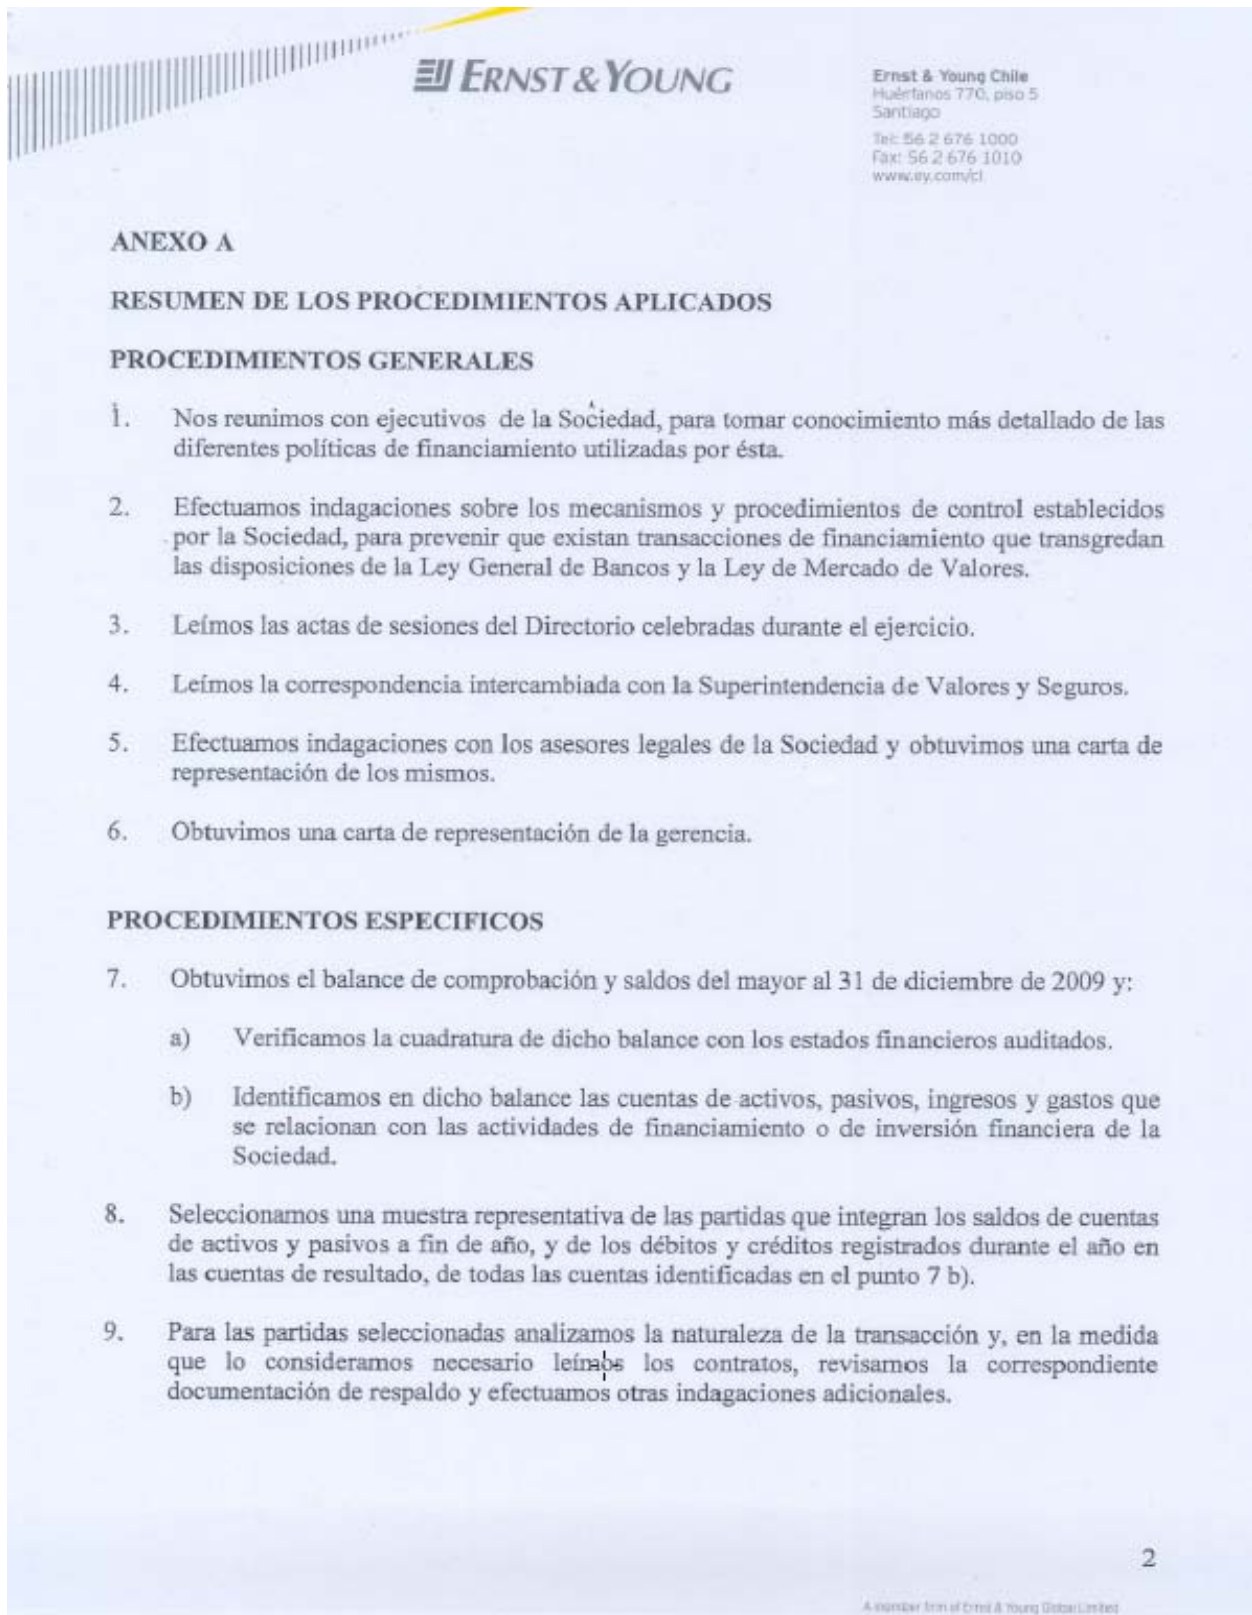 ERNST & YOUNG
Ernst & Young Chile
Huérfanos 770, piso 5
Santiago
Tel: 56 2 676 1000
Fax: 56 2 676 1010
www.ey.com/cl
ANEXO A
RESUMEN DE LOS PROCEDIMIENTOS APLICADOS
PROCEDIMIENTOS GENERALES
1. Nos reunimos con ejecutivos de la Sociedad, para tomar conocimiento más detallado de las
diferentes políticas de financiamiento utilizadas por ésta.
2. Efectuamos indagaciones sobre los mecanismos y procedimientos de control establecidos
por la Sociedad, para prevenir que existan transacciones de financiamiento que transgredan
las disposiciones de la Ley General de Bancos y la Ley de Mercado de Valores.
3. Leímos las actas de sesiones del Directorio celebradas durante el ejercicio.
4. Leímos la correspondencia intercambiada con la Superintendencia de Valores y Seguros.
5. Efectuamos indagaciones con los asesores legales de la Sociedad y obtuvimos una carta de
representación de los mismos.
6. Obtuvimos una carta de representación de la gerencia.
PROCEDIMIENTOS ESPECIFICOS
7. Obtuvimos el balance de comprobación y saldos del mayor al 31 de diciembre de 2009 y:
a) Verificamos la cuadratura de dicho balance con los estados financieros auditados.
b) Identificamos en dicho balance las cuentas de activos, pasivos, ingresos y gastos que
se relacionan con las actividades de financiamiento o de inversión financiera de la
Sociedad.
8. Seleccionamos una muestra representativa de las partidas que integran los saldos de cuentas
de activos y pasivos a fin de año, y de los débitos y créditos registrados durante el año en
las cuentas de resultado, de todas las cuentas identificadas en el punto 7 b).
9. Para las partidas seleccionadas analizamos la naturaleza de la transacción y, en la medida
que lo consideramos necesario leímos los contratos, revisamos la correspondiente
documentación de respaldo y efectuamos otras indagaciones adicionales.
2
A member firm of Ernst & Young Global Limited